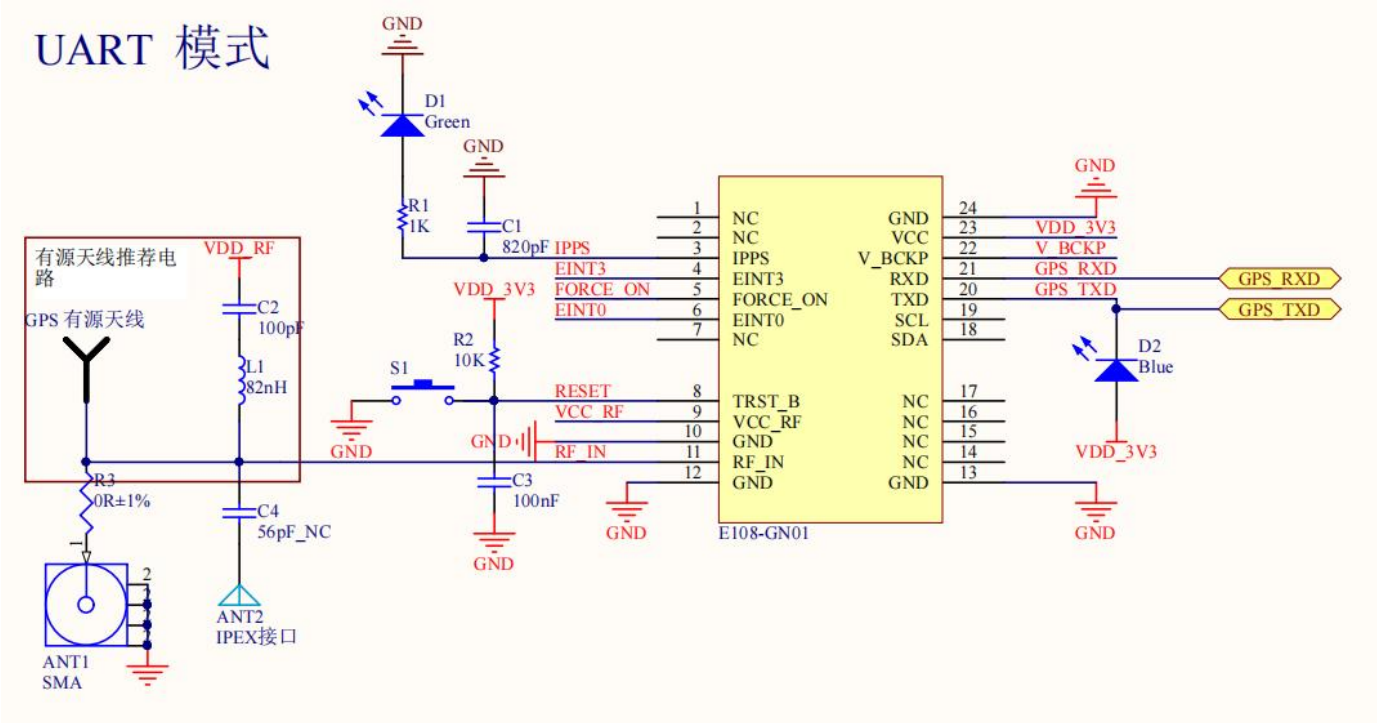 UART 模式
GND
D1
Green
GND
R1
1K
C1
820pF
IPPS
EINT3
FORCE_ON
EINT0
VDD_3V3
R2
10K
S1
GND
RESET
VCC_RF
GND
RF_IN
C3
100nF
GND
GND
有源天线推荐电
路
VDD_RF
C2
100pF
GPS 有源天线
L1
82nH
R3
0R±1%
C4
56pF_NC
1
2
2
2
2
ANT1
SMA
ANT2
IPEX接口
1 NC
2 NC
3 IPPS
4 EINT3
5 FORCE_ON
6 EINT0
7 NC
8 TRST_B
9 VCC_RF
10 GND
11 RF_IN
12 GND
GND 24
VCC 23
V_BCKP 22
RXD 21
TXD 20
SCL 19
SDA 18
NC 17
NC 16
NC 15
NC 14
GND 13
E108-GN01
GND
VDD_3V3
V_BCKP
GPS_RXD
GPS_TXD
GPS_RXD
GPS_TXD
D2
Blue
VDD_3V3
GND